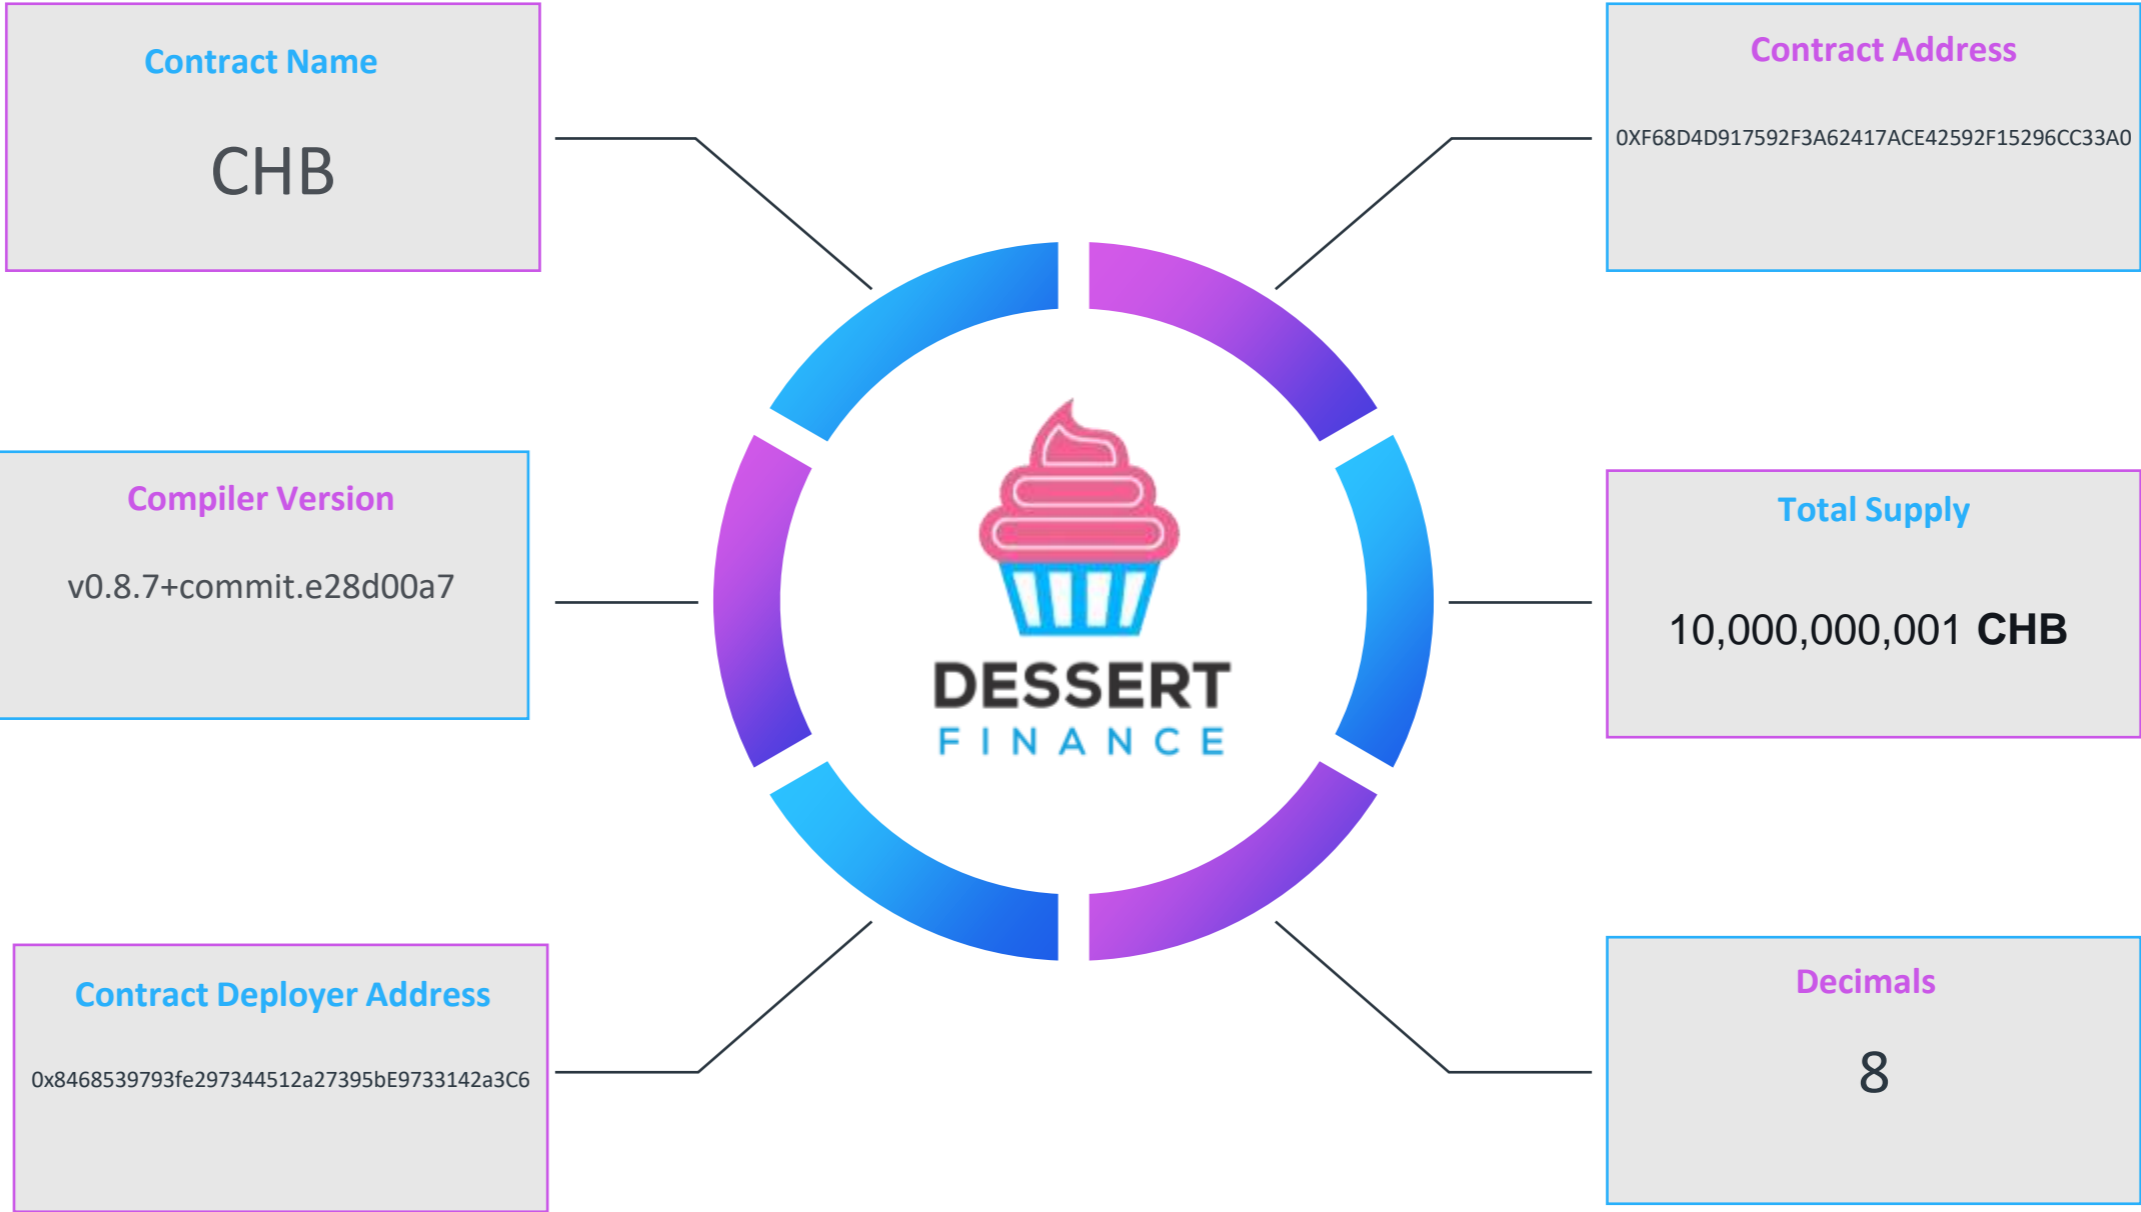 Contract Name
CHB
Contract Address
0XF68D4D917592F3A62417ACE42592F15296CC33A0
Compiler Version
v0.8.7+commit.e28d00a7
DESSERT
FINANCE
Total Supply
10,000,000,001 CHB
Contract Deployer Address
0x8468539793fe297344512a27395bE9733142a3C6
Decimals
8